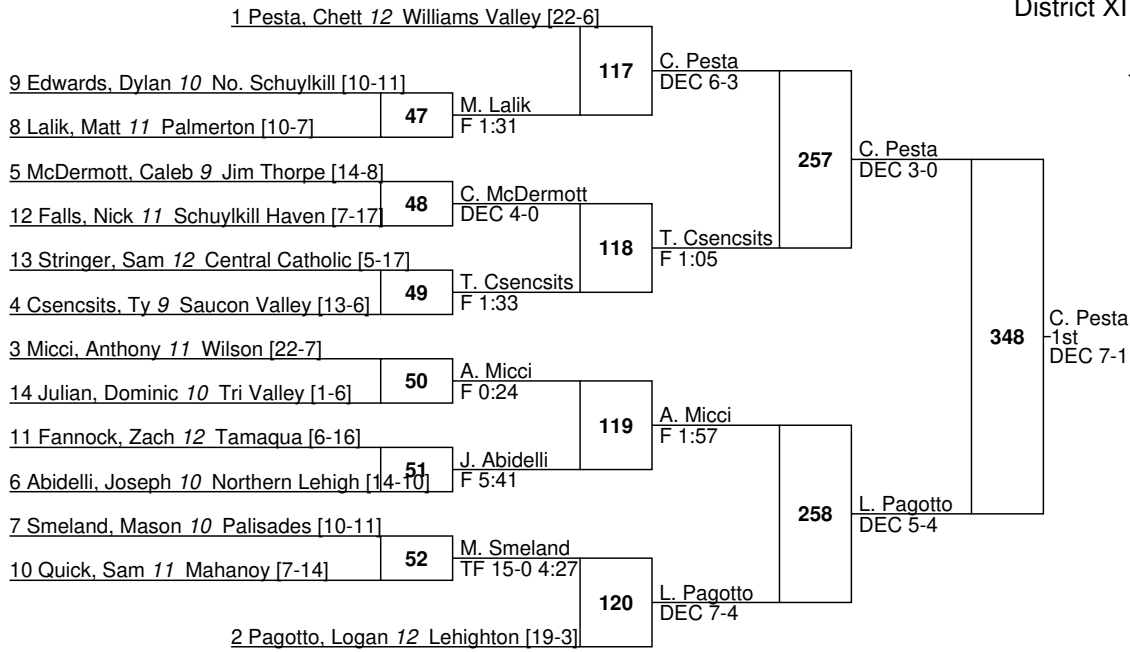 District XI
1 Pesta, Chett 12 Williams Valley [22-6]
117
C. Pesta
DEC 6-3
9 Edwards, Dylan 10 No. Schuylkill [10-11]
47
M. Lalik
F 1:31
8 Lalik, Matt 11 Palmerton [10-7]
257
C. Pesta
DEC 3-0
5 McDermott, Caleb 9 Jim Thorpe [14-8]
48
C. McDermott
DEC 4-0
12 Falls, Nick 11 Schuylkill Haven [7-17]
118
T. Csencsits
F 1:05
13 Stringer, Sam 12 Central Catholic [5-17]
49
T. Csencsits
F 1:33
4 Csencsits, Ty 9 Saucon Valley [13-6]
348
C. Pesta
1st
DEC 7-1
3 Micci, Anthony 11 Wilson [22-7]
50
A. Micci
F 0:24
14 Julian, Dominic 10 Tri Valley [1-6]
119
A. Micci
F 1:57
11 Fannock, Zach 12 Tamaqua [6-16]
51
J. Abidelli
F 5:41
6 Abidelli, Joseph 10 Northern Lehigh [14-10]
258
L. Pagotto
DEC 5-4
7 Smeland, Mason 10 Palisades [10-11]
52
M. Smeland
TF 15-0 4:27
10 Quick, Sam 11 Mahanoy [7-14]
120
L. Pagotto
DEC 7-4
2 Pagotto, Logan 12 Lehighton [19-3]